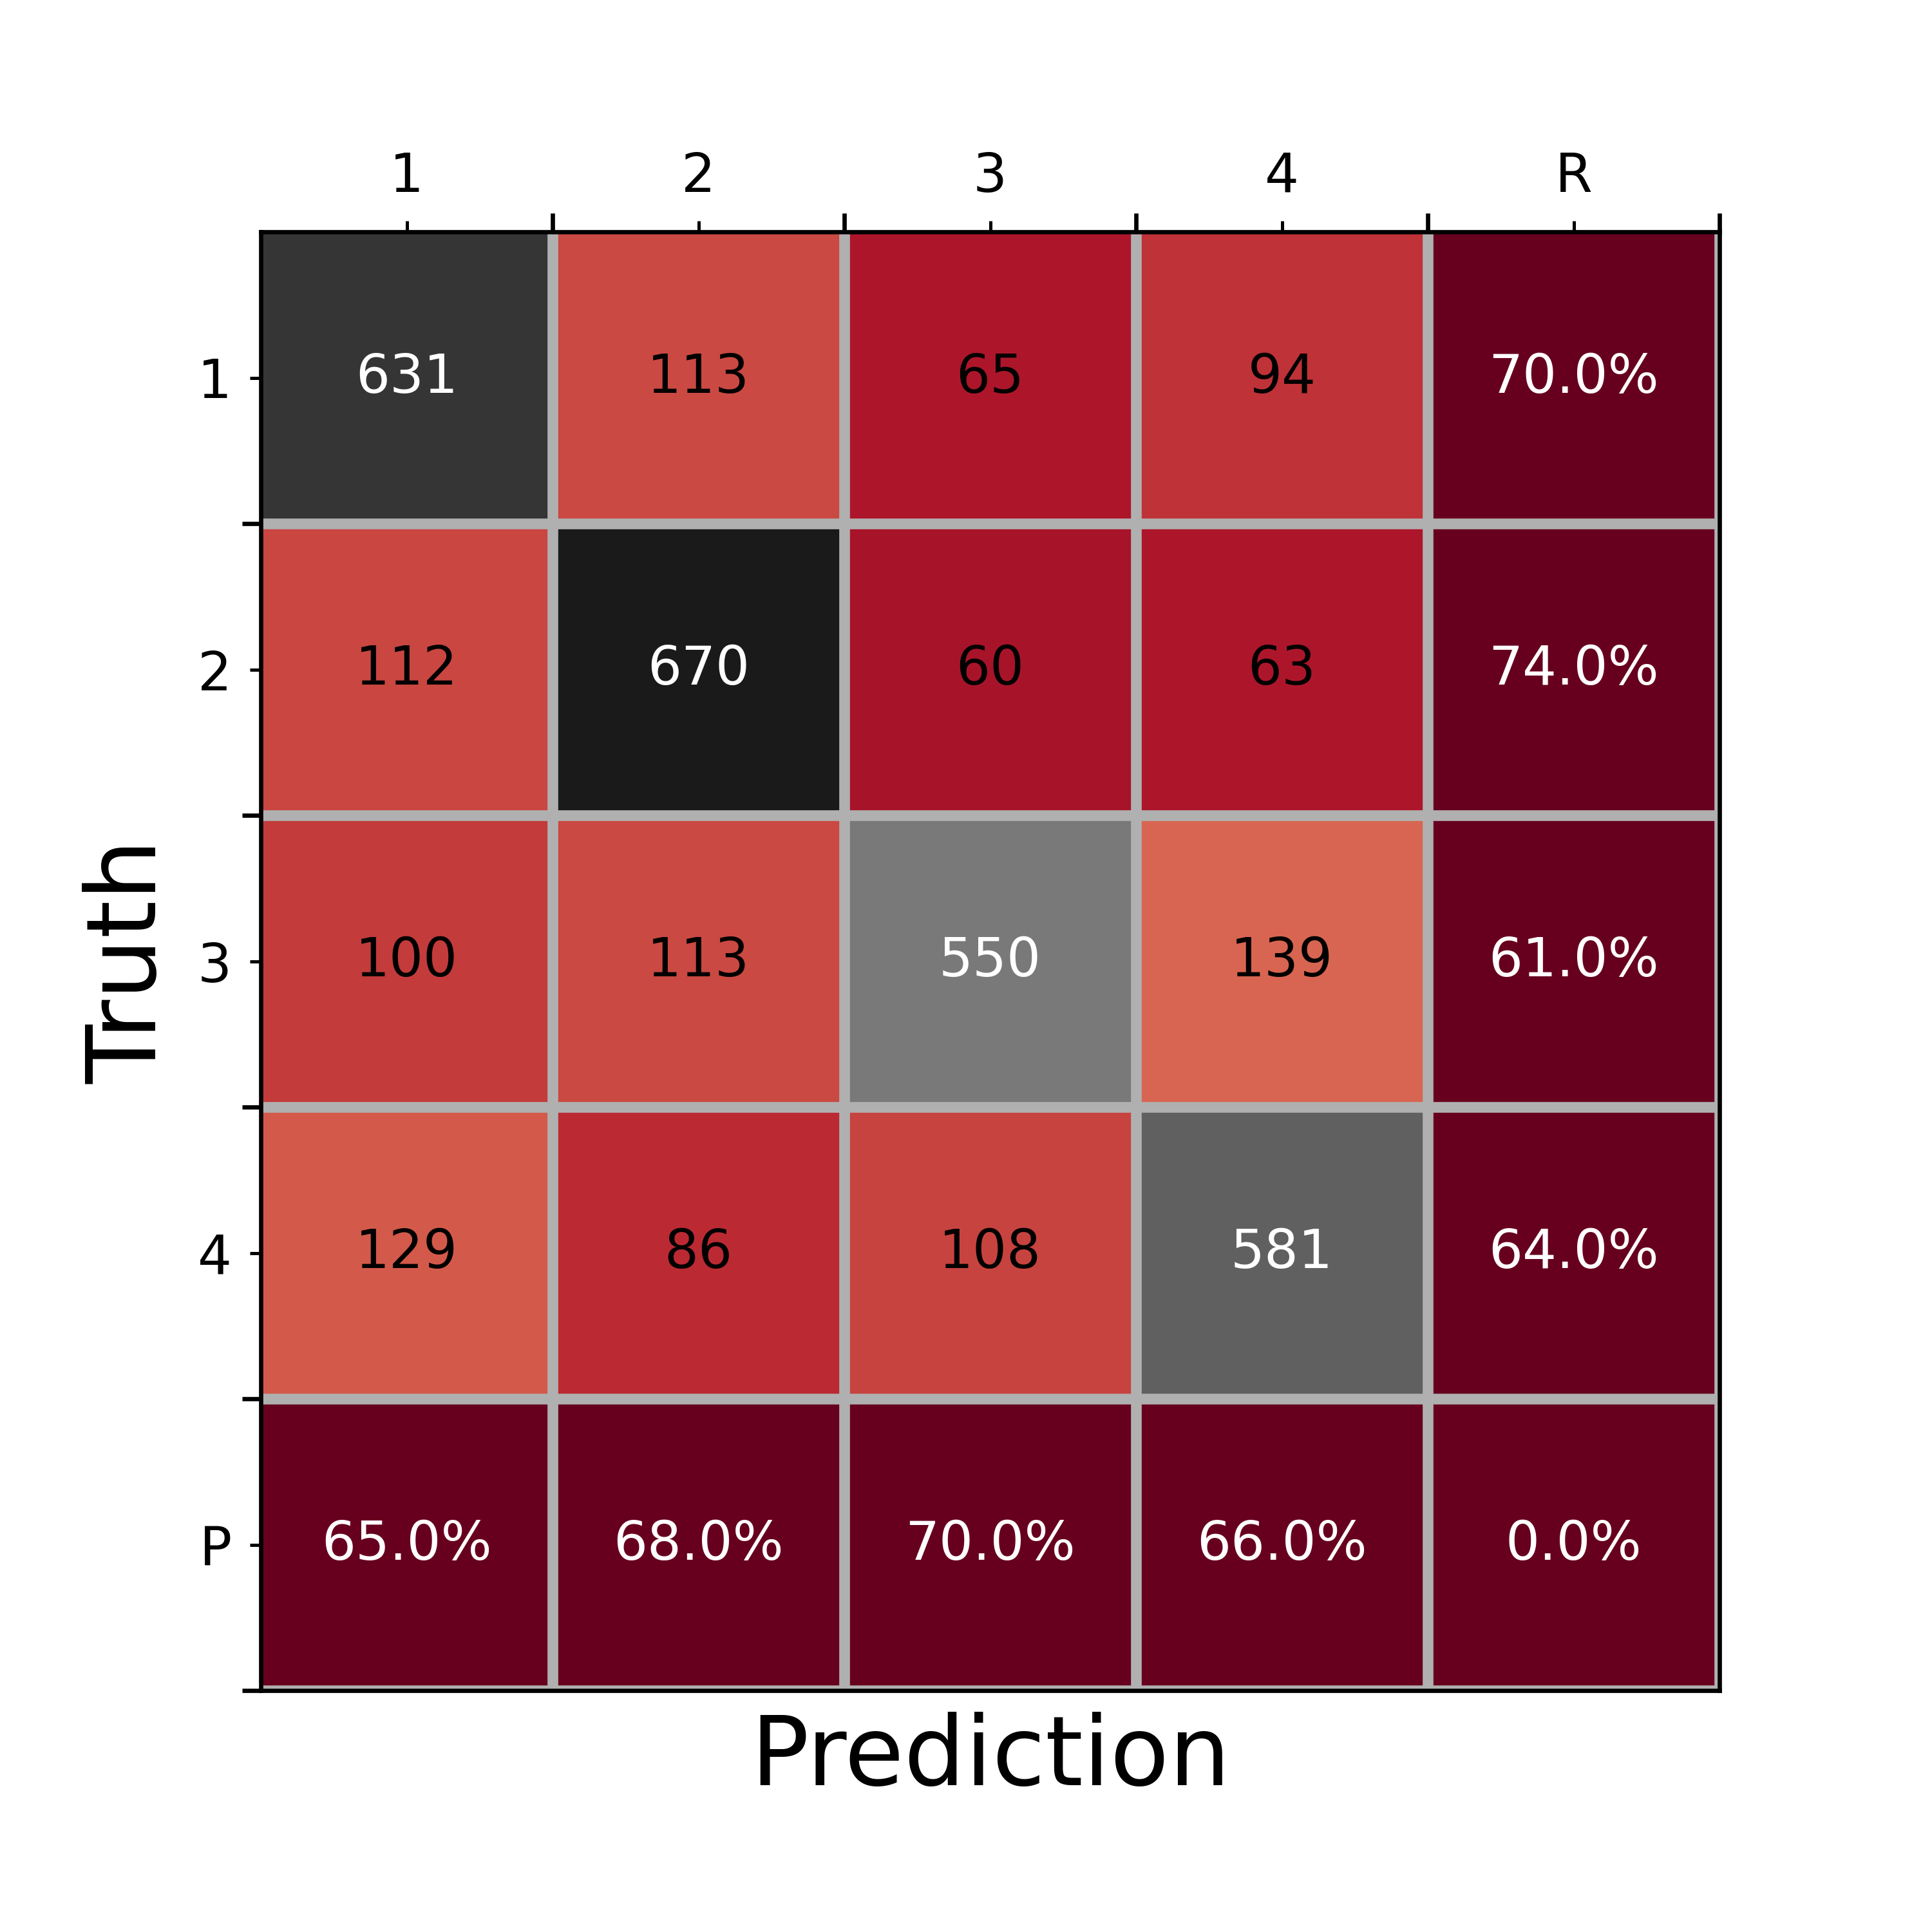 1 2 3 4 R
1 631 113 65 94 70.0%
2 112 670 60 63 74.0%
3 100 113 550 139 61.0%
4 129 86 108 581 64.0%
P 65.0% 68.0% 70.0% 66.0% 0.0%
Truth
Prediction